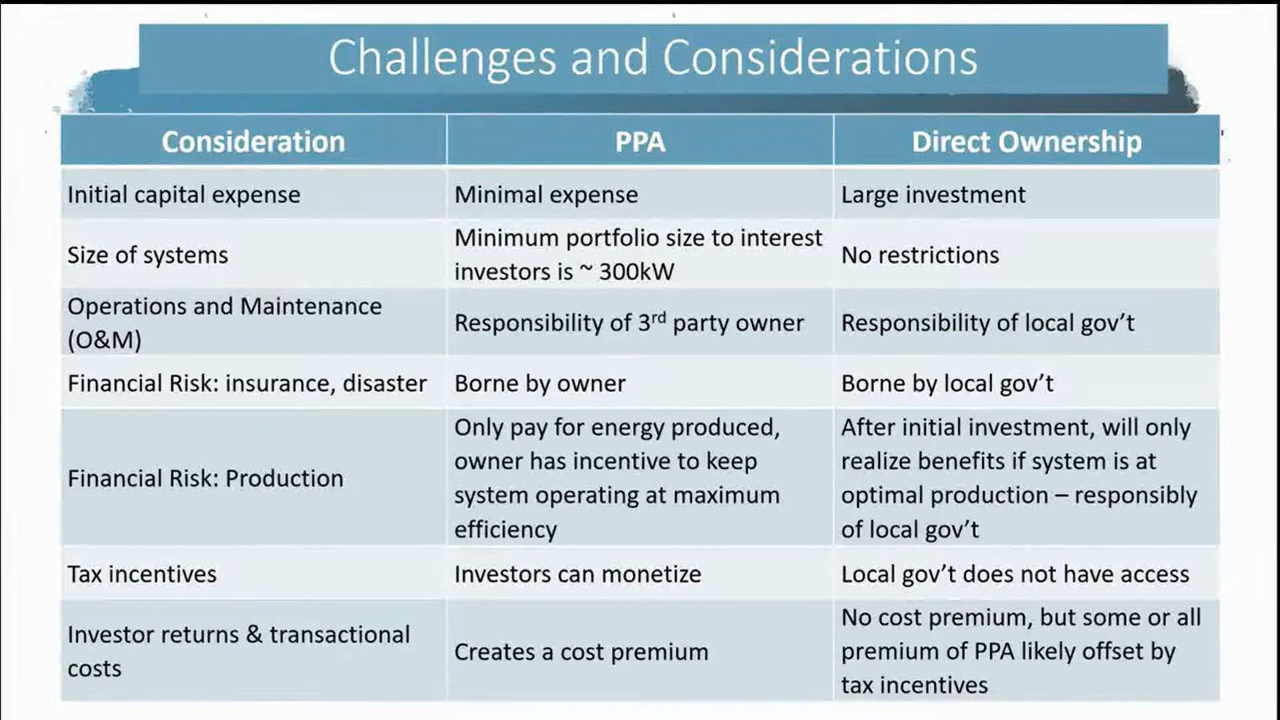 Challenges and Considerations
Consideration
PPA
Direct Ownership
Initial capital expense
Minimal expense
Large investment
Size of systems
Minimum portfolio size to interest
investors is ~ 300kW
No restrictions
Operations and Maintenance
(O&M)
Responsibility of 3rd party owner
Responsibility of local gov't
Financial Risk: insurance, disaster
Borne by owner
Borne by local gov't
Financial Risk: Production
Only pay for energy produced,
owner has incentive to keep
system operating at maximum
efficiency
After initial investment, will only
realize benefits if system is at
optimal production – responsibly
of local gov't
Tax incentives
Investors can monetize
Local gov't does not have access
Investor returns & transactional
costs
Creates a cost premium
No cost premium, but some or all
premium of PPA likely offset by
tax incentives